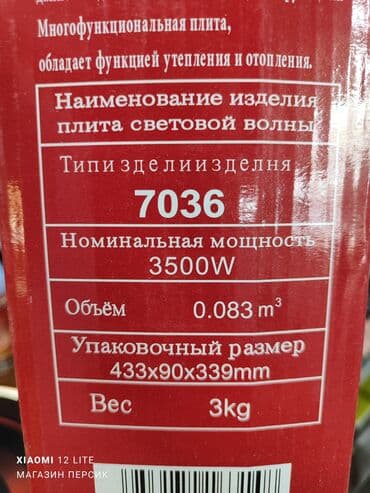 Многофункциональная плита,
обладает функцией утепления и отопления.
Наименование изделия
плита световой волны
Типизделииизделня
7036
Номинальная мощность
3500W
Объём 0.083 m³
Упаковочный размер
433x90x339mm
Вес 3kg
XIAOMI 12 LITE
МАГАЗИН ПЕРСИК